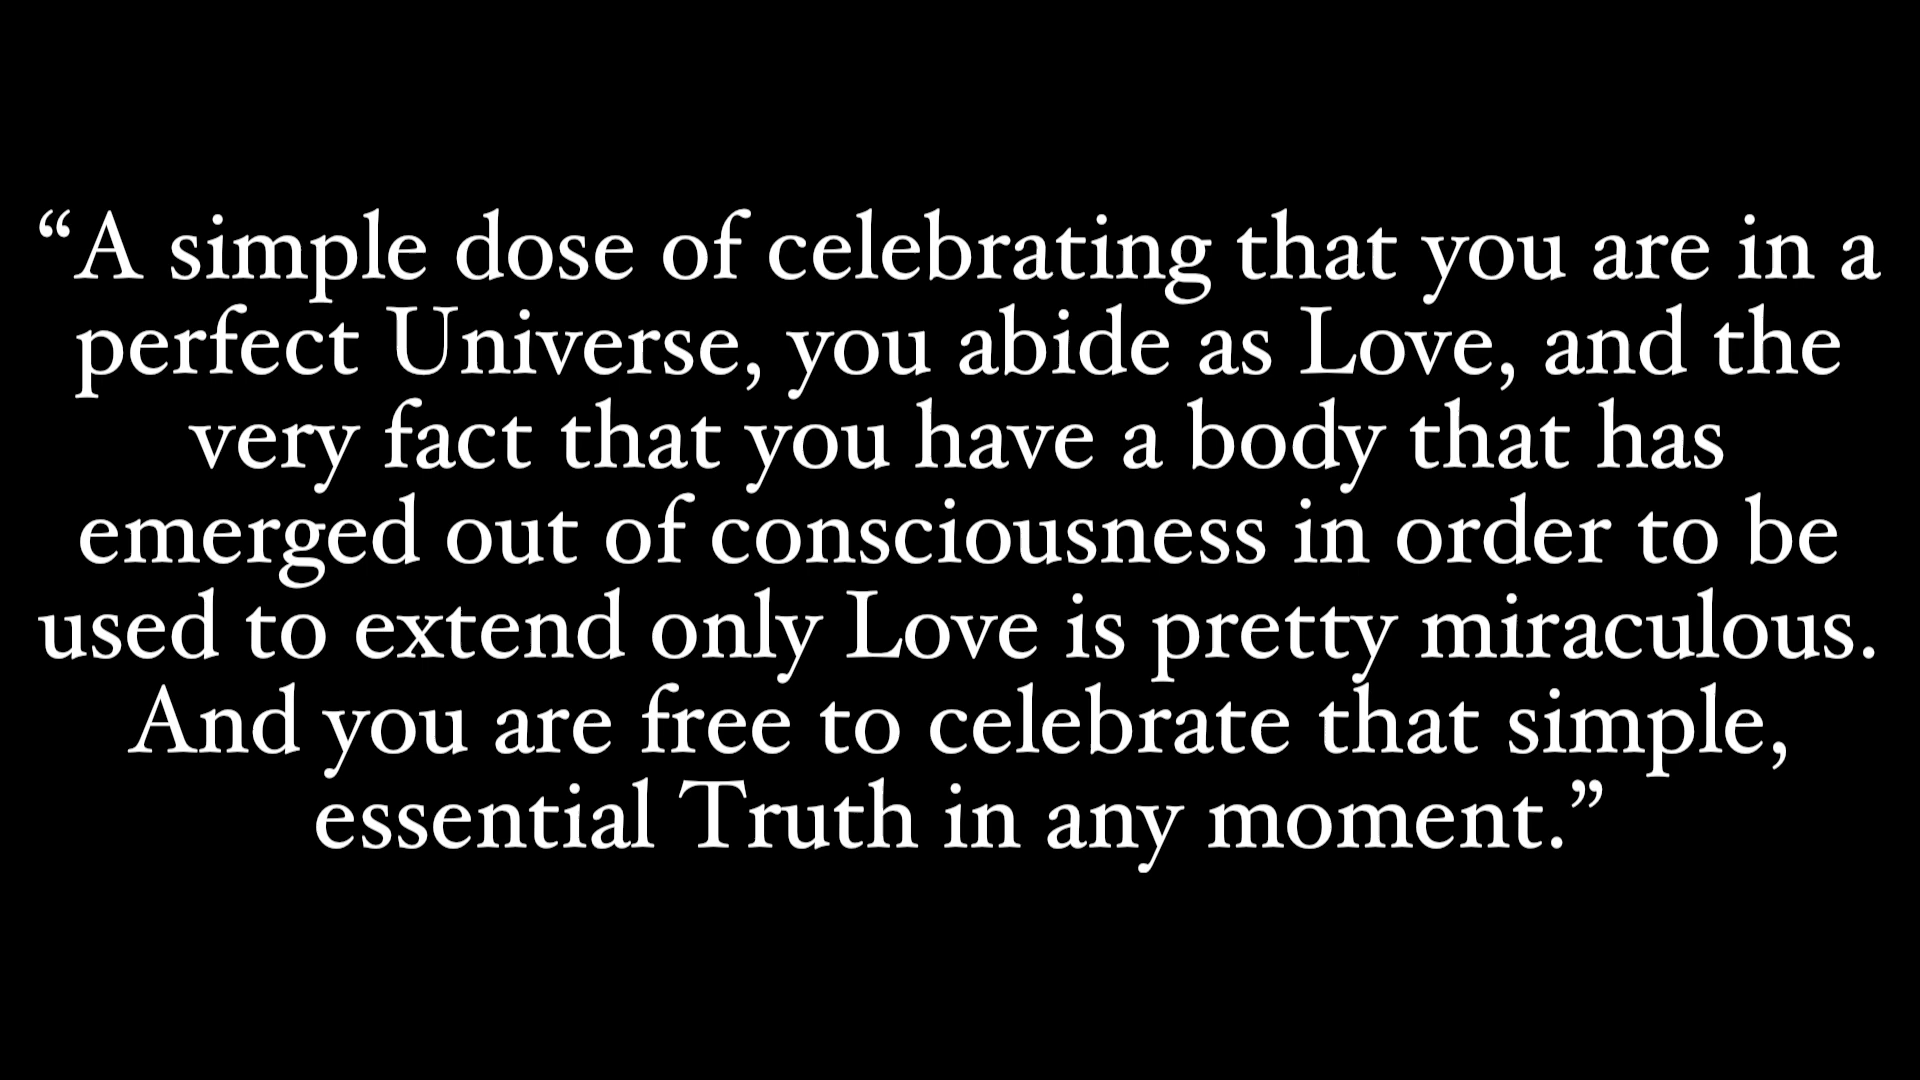 “A simple dose of celebrating that you are in a
perfect Universe, you abide as Love, and the
very fact that you have a body that has
emerged out of consciousness in order to be
used to extend only Love is pretty miraculous.
And you are free to celebrate that simple,
essential Truth in any moment.”